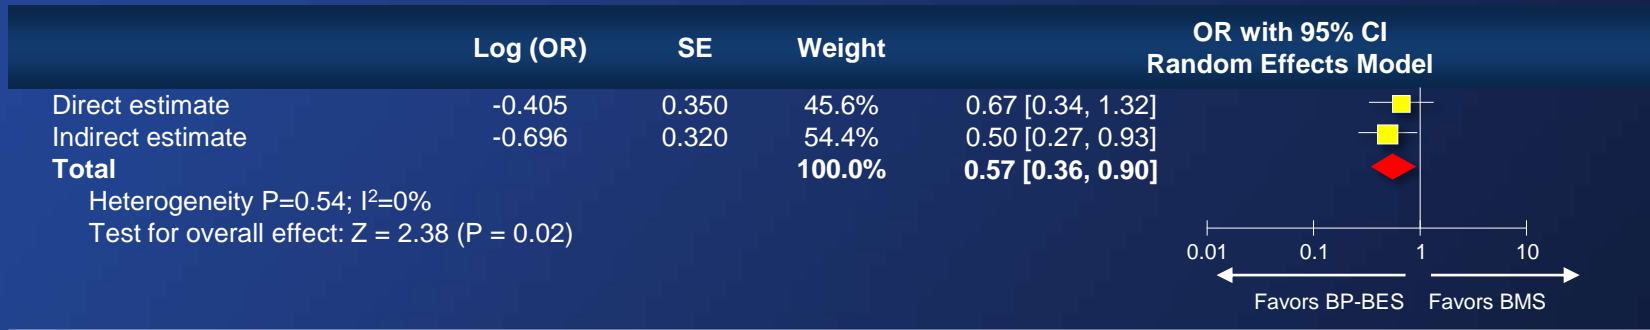 Log (OR) SE Weight OR with 95% CI
Random Effects Model
Direct estimate -0.405 0.350 45.6% 0.67 [0.34, 1.32]
Indirect estimate -0.696 0.320 54.4% 0.50 [0.27, 0.93]
Total 100.0% 0.57 [0.36, 0.90]
Heterogeneity P=0.54; I²=0%
Test for overall effect: Z = 2.38 (P = 0.02)
0.01 0.1 1 10
Favors BP-BES Favors BMS